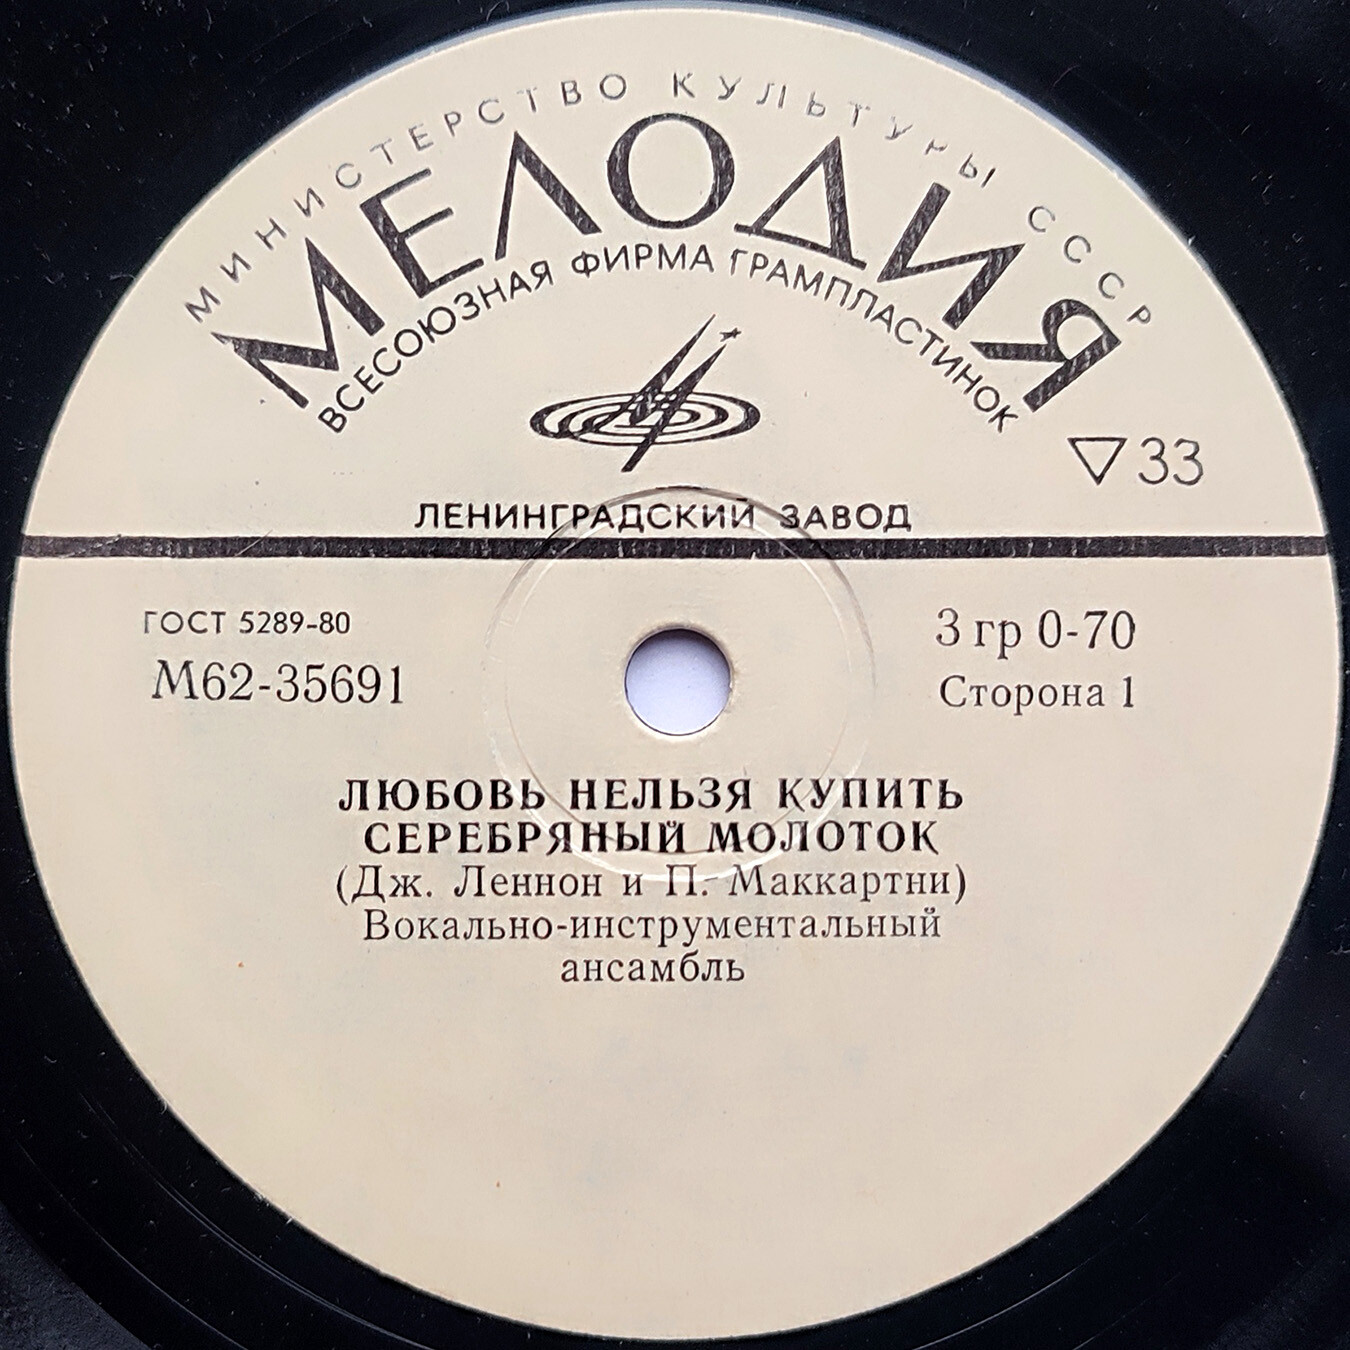 МИНИСТЕРСТВО КУЛЬТУРЫ СССР
МЕЛОДИЯ
ВСЕСОЮЗНАЯ ФИРМА ГРАМПЛАСТИНОК
▽33
ЛЕНИНГРАДСКИЙ ЗАВОД
ГОСТ 5289-80
3 гр 0-70
М62-35691
Сторона 1
ЛЮБОВЬ НЕЛЬЗЯ КУПИТЬ
СЕРЕБРЯНЫЙ МОЛОТОК
(Дж. Леннон и П. Маккартни)
Вокально-инструментальный
ансамбль